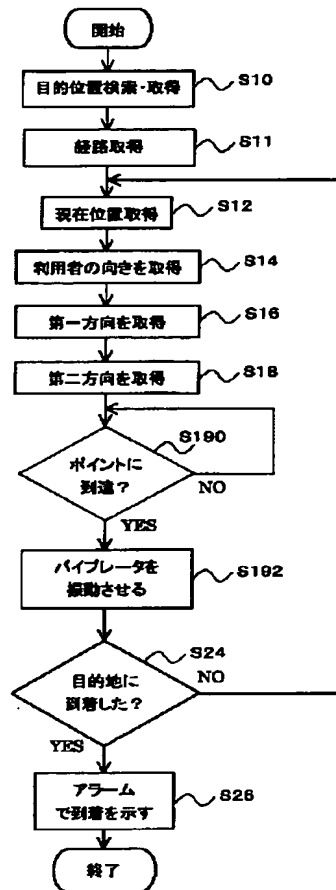 開始
目的位置検索・取得
S10
経路取得
S11
現在位置取得
S12
利用者の向きを取得
S14
第一方向を取得
S16
第二方向を取得
S18
S190
ポイントに
到達？
NO
YES
バイブレータを
振動させる
S192
S24
目的地に
到着した？
NO
YES
アラーム
で到着を示す
S26
終了